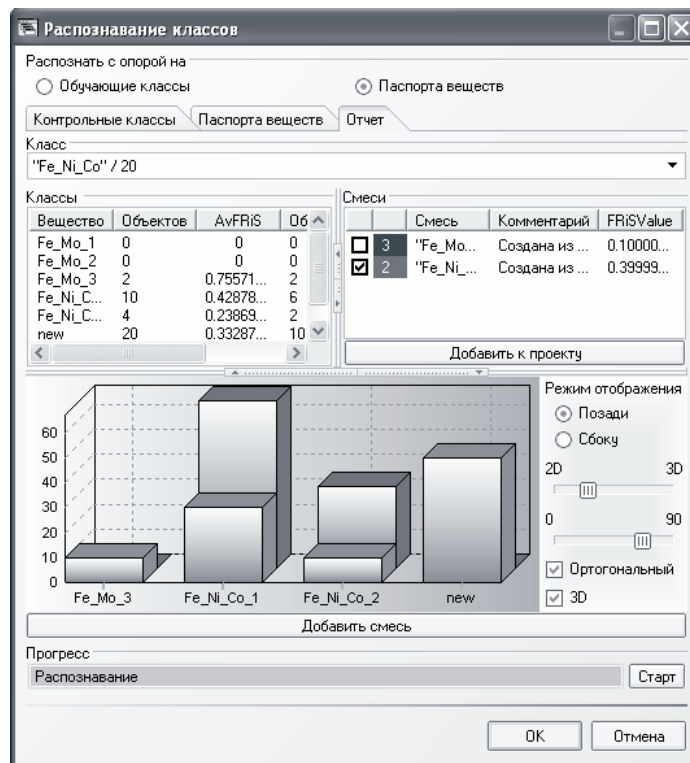 Распознавание классов
Распознать с опорой на
Обучающие классы
Паспорта веществ
Контрольные классы Паспорта веществ Отчет
Класс
"Fe_Ni_Co" / 20
Классы
Вещество Объектов AvFRiS Об
Fe_Mo_1 0 0 0
Fe_Mo_2 0 0 0
Fe_Mo_3 2 0.75571... 2
Fe_Ni_C... 10 0.42878... 6
Fe_Ni_C... 4 0.23869... 2
new 20 0.33287... 10
Смеси
Смесь Комментарий FRiSValue
3 "Fe_Mo... Создана из ... 0.10000...
2 "Fe_Ni_... Создана из ... 0.39999...
Добавить к проекту
60
50
40
30
20
10
0
Fe_Mo_3 Fe_Ni_Co_1 Fe_Ni_Co_2 new
Режим отображения
Позади
Сбоку
2D 3D
0 90
Ортогональный
3D
Добавить смесь
Прогресс
Распознавание
Старт
OK Отмена